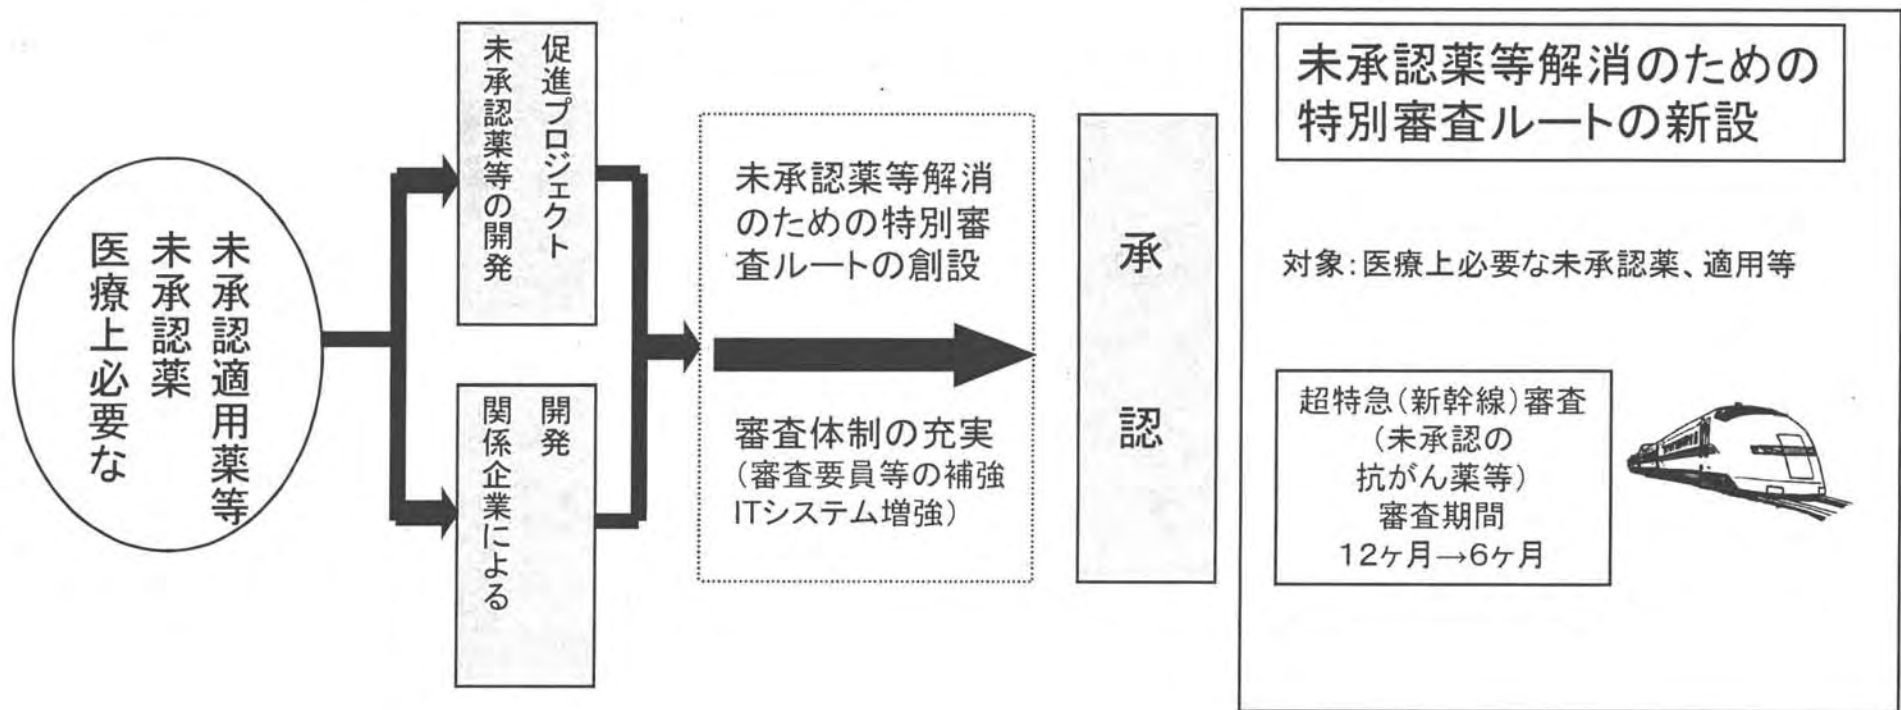 医療上必要な
未承認薬
未承認適用薬等
未承認薬等の開発
促進プロジェクト
関係企業による
開発
未承認薬等解消
のための特別審
査ルートの創設
審査体制の充実
（審査要員等の補強
ITシステム増強）
承認
未承認薬等解消のための
特別審査ルートの新設
対象：医療上必要な未承認薬、適用等
超特急（新幹線）審査
（未承認の
抗がん薬等）
審査期間
12ヶ月→6ヶ月